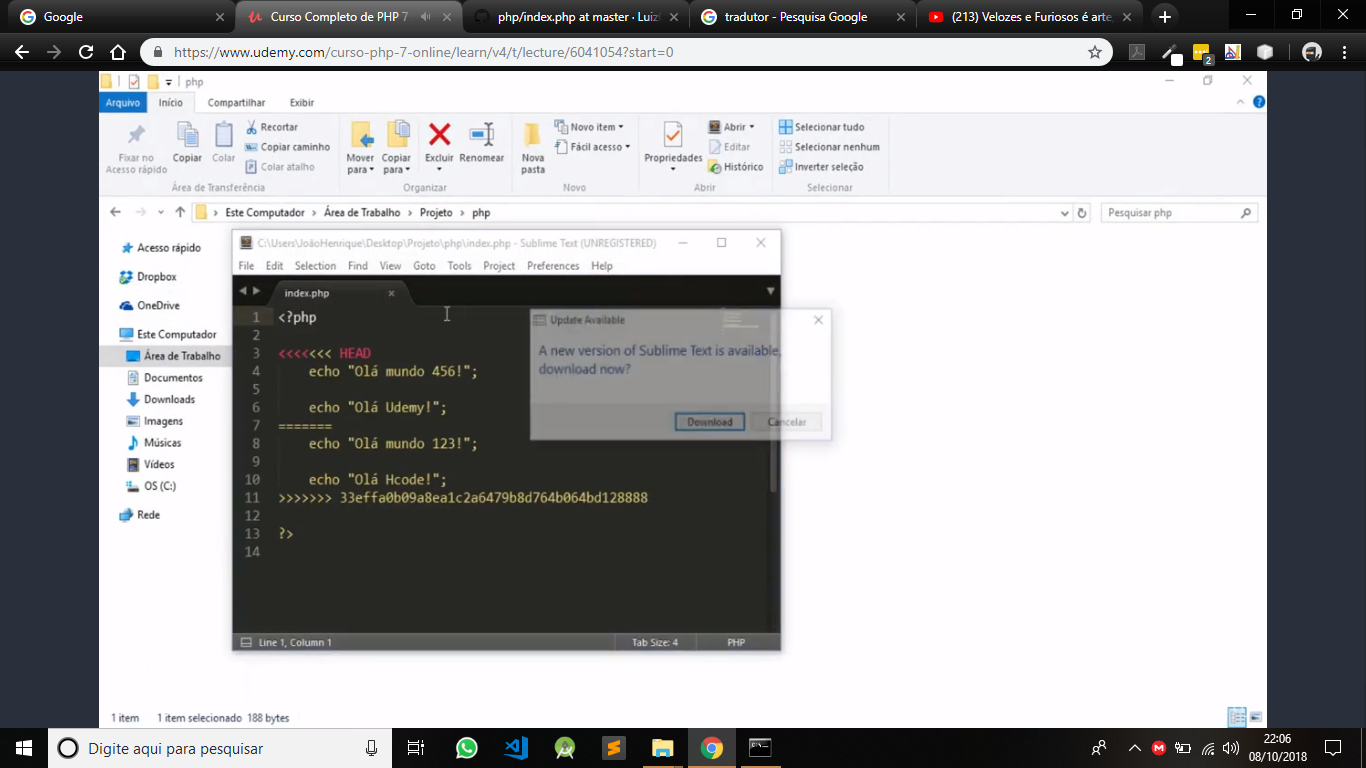 Google
Curso Completo de PHP 7
php/index.php at master · Luiz
tradutor - Pesquisa Google
(213) Velozes e Furiosos é arte
https://www.udemy.com/curso-php-7-online/learn/v4/t/lecture/6041054?start=0
2
php
Arquivo Início Compartilhar Exibir
Fixar no Acesso rápido
Copiar
Colar
Recortar
Copiar caminho
Colar atalho
Mover para
Copiar para
Excluir
Renomear
Nova pasta
Novo item
Fácil acesso
Propriedades
Abrir
Editar
Histórico
Selecionar tudo
Selecionar nenhum
Inverter seleção
Área de Transferência Organizar Novo Abrir Selecionar
Este Computador > Área de Trabalho > Projeto > php
Pesquisar php
Acesso rápido
Dropbox
OneDrive
Este Computador
Área de Trabalho
Documentos
Downloads
Imagens
Músicas
Vídeos
OS (C:)
Rede
C:\Users\JoãoHenrique\Desktop\Projeto\php\index.php - Sublime Text (UNREGISTERED)
File Edit Selection Find View Goto Tools Project Preferences Help
index.php
1 <?php
2
3 <<<<<<< HEAD
4 echo "Olá mundo 456!";
5
6 echo "Olá Udemy!";
7 =======
8 echo "Olá mundo 123!";
9
10 echo "Olá Hcode!";
11 >>>>>>> 33effa0b09a8ea1c2a6479b8d764b064bd128888
12
13 ?>
14
Update Available
A new version of Sublime Text is available,
download now?
Download Cancelar
Line 1, Column 1 Tab Size: 4 PHP
1 item 1 item selecionado 188 bytes
Digite aqui para pesquisar
22:06
08/10/2018